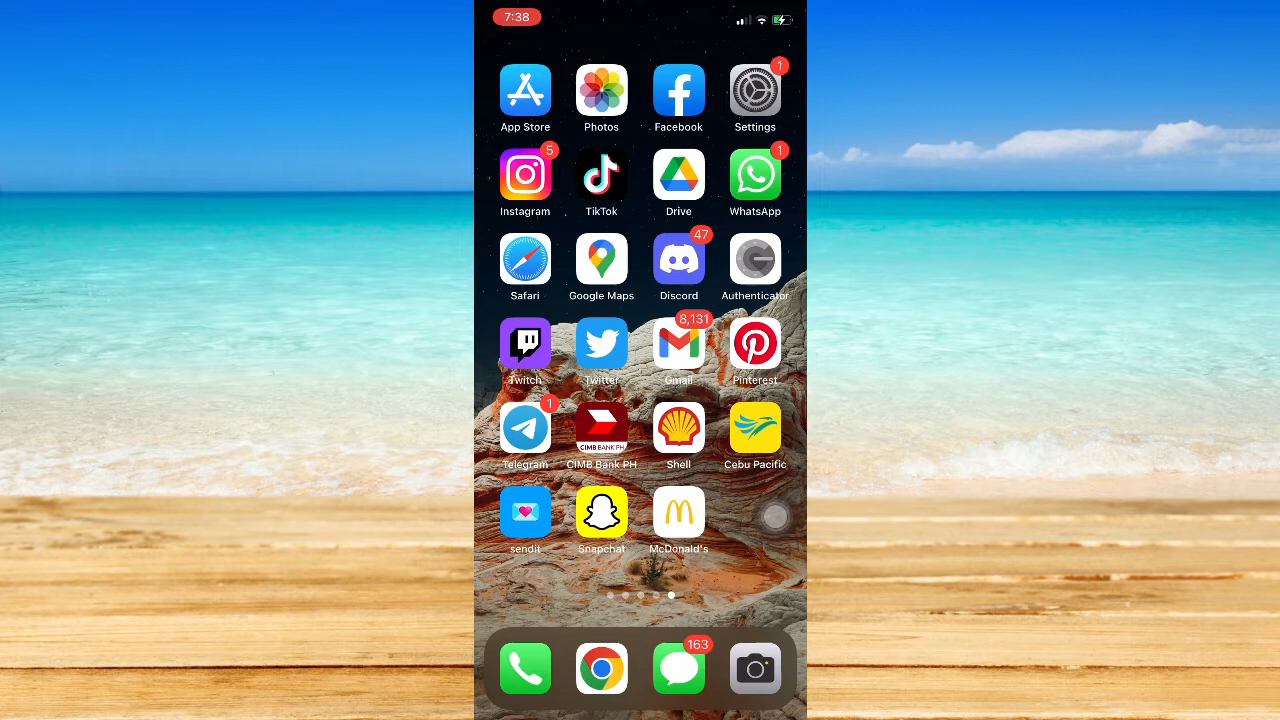 7:38
1
App Store Photos Facebook Settings
5 1
Instagram TikTok Drive WhatsApp
47
Safari Google Maps Discord Authenticator
8,131
Twitch Twitter Gmail Pinterest
1
CIMB BANK PH
Telegram CIMB Bank PH Shell Cebu Pacific
sendit Snapchat McDonald's
163